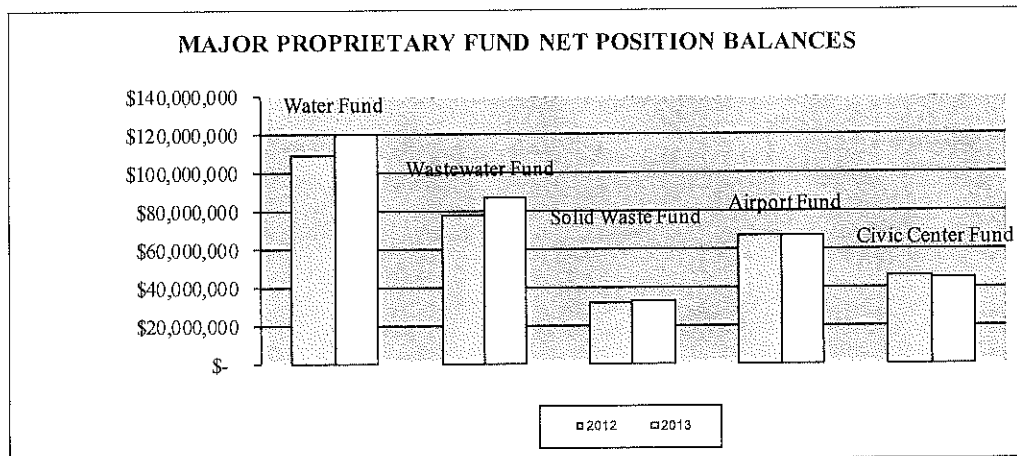 MAJOR PROPRIETARY FUND NET POSITION BALANCES
$140,000,000
$120,000,000
$100,000,000
$80,000,000
$60,000,000
$40,000,000
$20,000,000
$-
Water Fund
Wastewater Fund
Solid Waste Fund
Airport Fund
Civic Center Fund
2012 2013